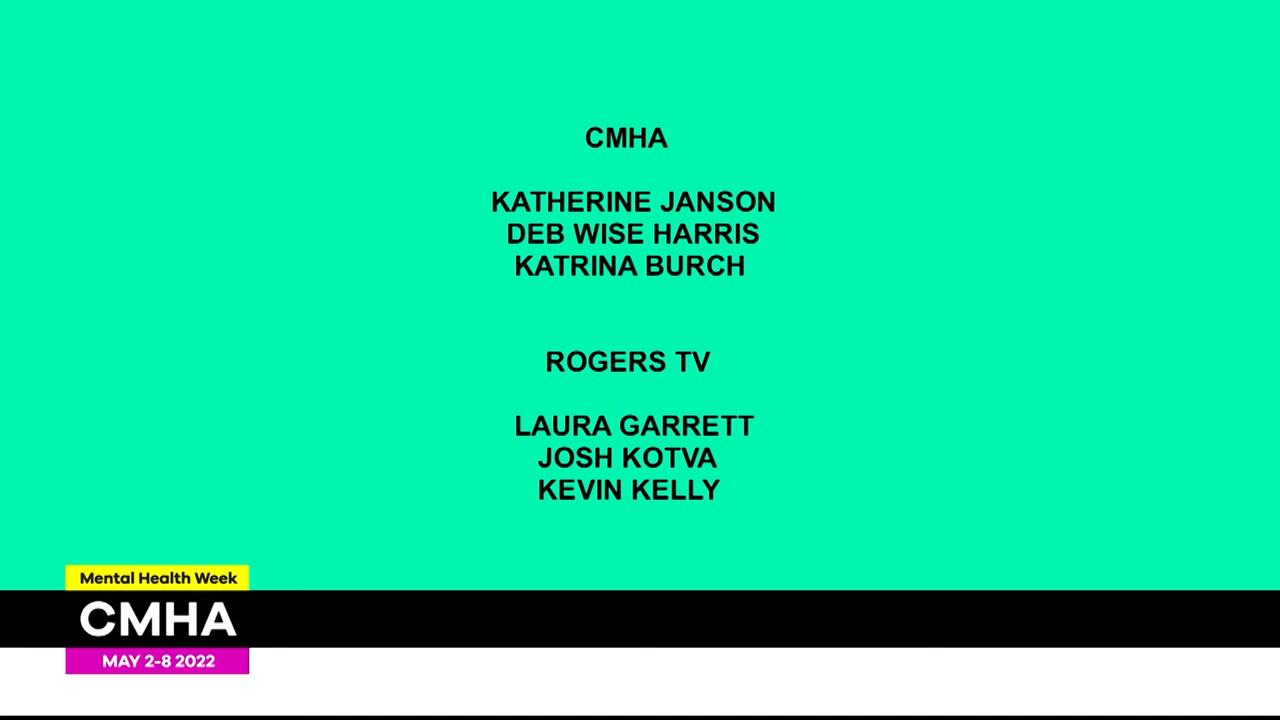 CMHA
KATHERINE JANSON
DEB WISE HARRIS
KATRINA BURCH
ROGERS TV
LAURA GARRETT
JOSH KOTVA
KEVIN KELLY
Mental Health Week
CMHA
MAY 2-8 2022